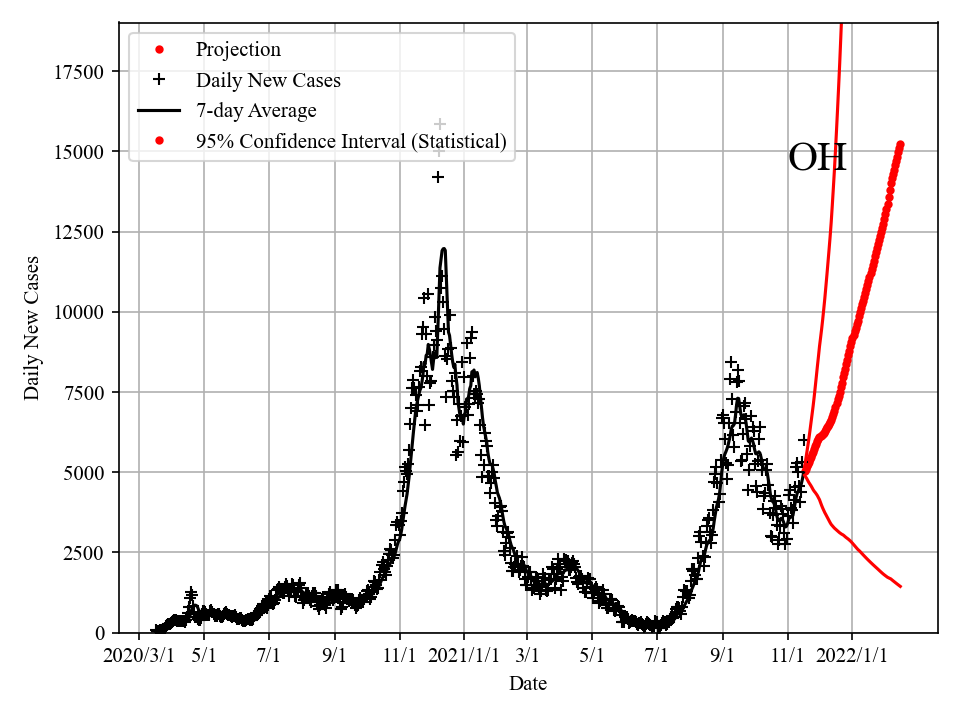 Projection
Daily New Cases
7-day Average
95% Confidence Interval (Statistical)
OH
17500
15000
12500
10000
7500
5000
2500
0
Daily New Cases
2020/3/1 5/1 7/1 9/1 11/1 2021/1/1 3/1 5/1 7/1 9/1 11/1 2022/1/1
Date